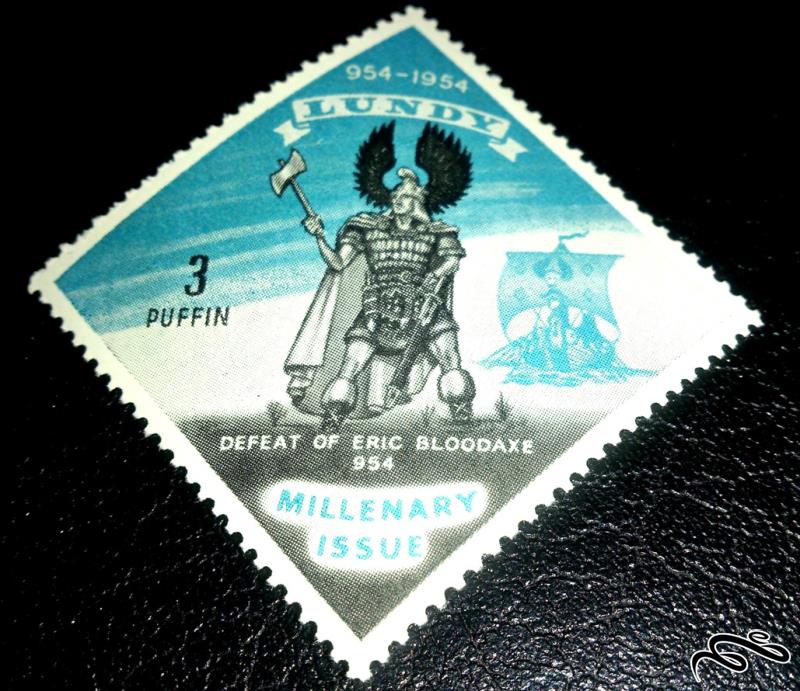 954-1954
LUNDY
3
PUFFIN
DEFEAT OF ERIC BLOODAXE
954
MILLENARY
ISSUE